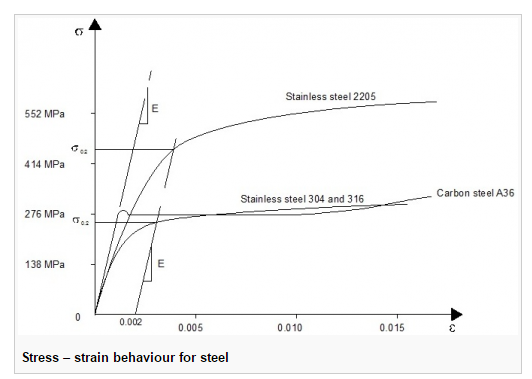 σ
E
Stainless steel 2205
552 MPa
σ0.2
414 MPa
Stainless steel 304 and 316
Carbon steel A36
276 MPa
σ0.2
138 MPa
E
0
0.002
0.005
0.010
0.015
ε
Stress – strain behaviour for steel